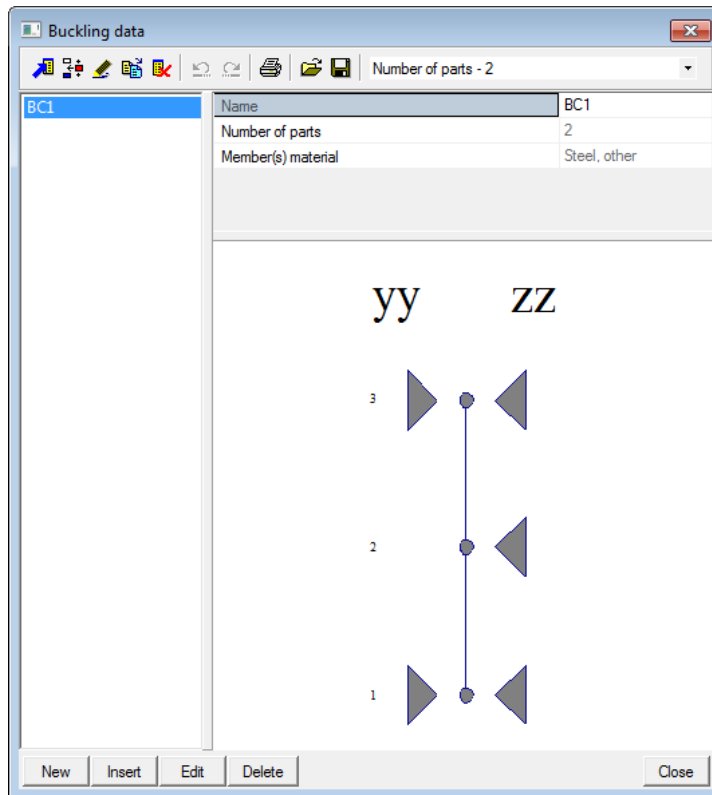 Buckling data
Number of parts - 2
BC1
Name BC1
Number of parts 2
Member(s) material Steel, other
yy zz
3
2
1
New Insert Edit Delete Close